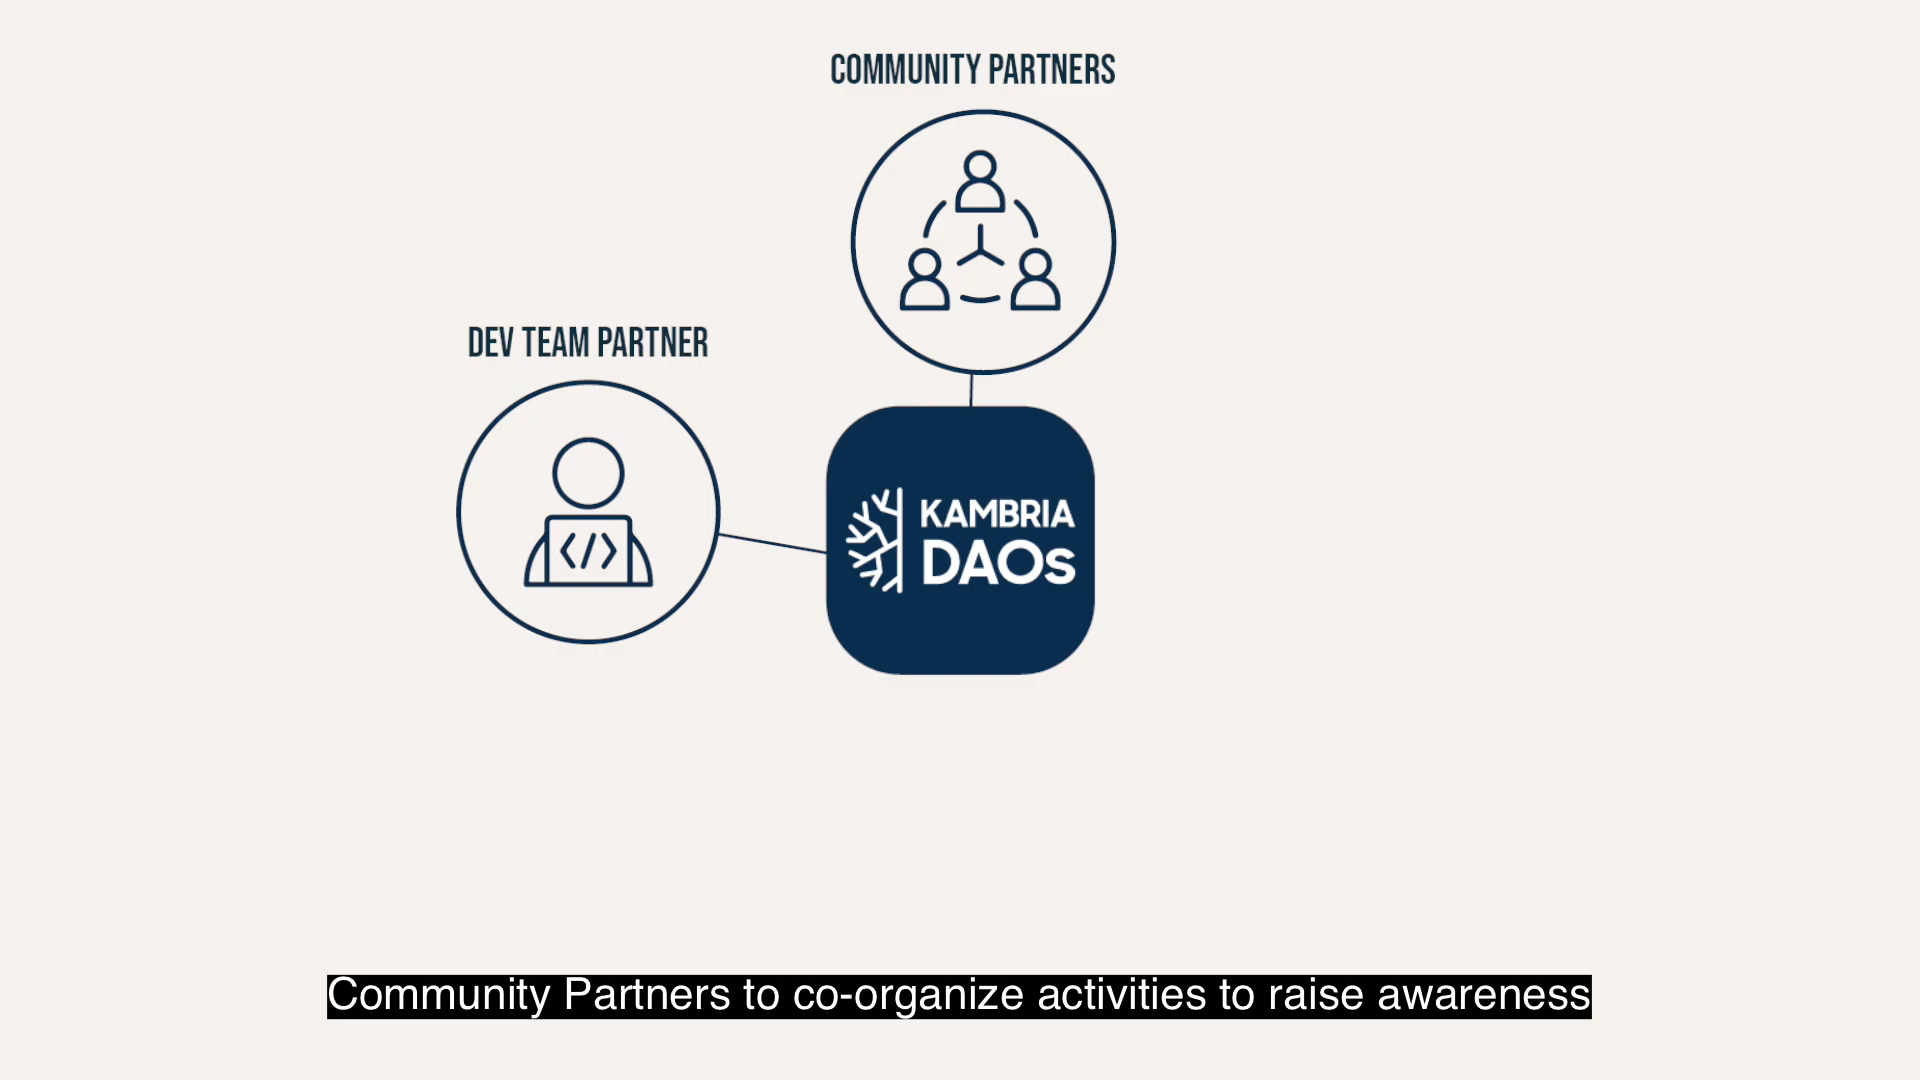 COMMUNITY PARTNERS
DEV TEAM PARTNER
</>
KAMBRIA
DAOs
Community Partners to co-organize activities to raise awareness